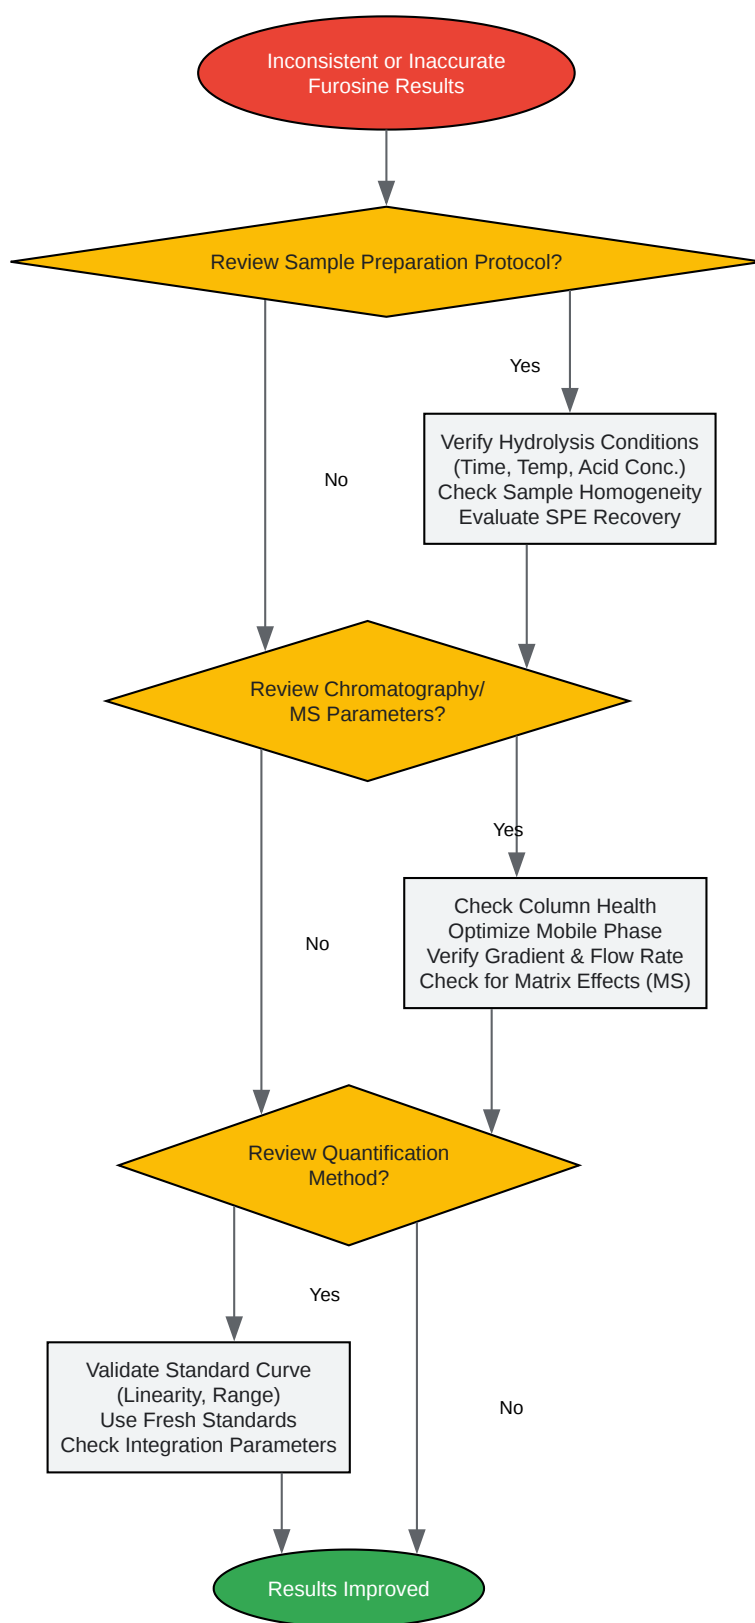 Inconsistent or Inaccurate
Furosine Results
Review Sample Preparation Protocol?
Yes
No
Verify Hydrolysis Conditions
(Time, Temp, Acid Conc.)
Check Sample Homogeneity
Evaluate SPE Recovery
Review Chromatography/
MS Parameters?
Yes
No
Check Column Health
Optimize Mobile Phase
Verify Gradient & Flow Rate
Check for Matrix Effects (MS)
Review Quantification
Method?
Yes
No
Validate Standard Curve
(Linearity, Range)
Use Fresh Standards
Check Integration Parameters
Results Improved